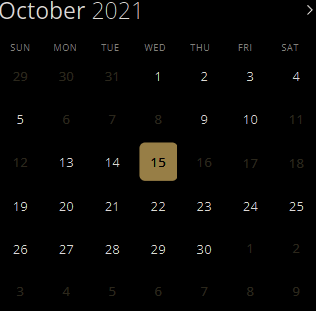 October 2021
SUN MON TUE WED THU FRI SAT
29 30 31 1 2 3 4
5 6 7 8 9 10 11
12 13 14 15 16 17 18
19 20 21 22 23 24 25
26 27 28 29 30 1 2
3 4 5 6 7 8 9